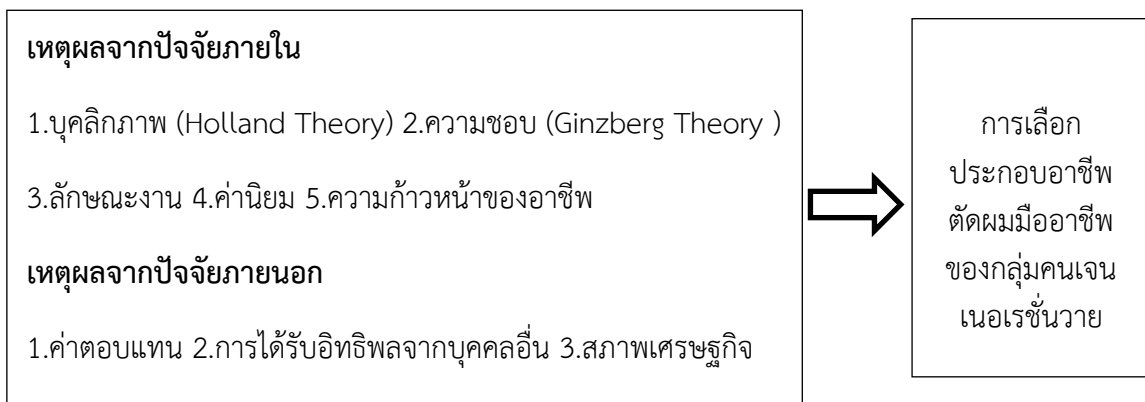 เหตุผลจากปัจจัยภายใน
1.บุคลิกภาพ (Holland Theory) 2.ความชอบ (Ginzberg Theory )
3.ลักษณะงาน 4.ค่านิยม 5.ความก้าวหน้าของอาชีพ
เหตุผลจากปัจจัยภายนอก
1.ค่าตอบแทน 2.การได้รับอิทธิพลจากบุคคลอื่น 3.สภาพเศรษฐกิจ
การเลือก
ประกอบอาชีพ
ตัดผมมืออาชีพ
ของกลุ่มคนเจน
เนอเรชั่นวาย